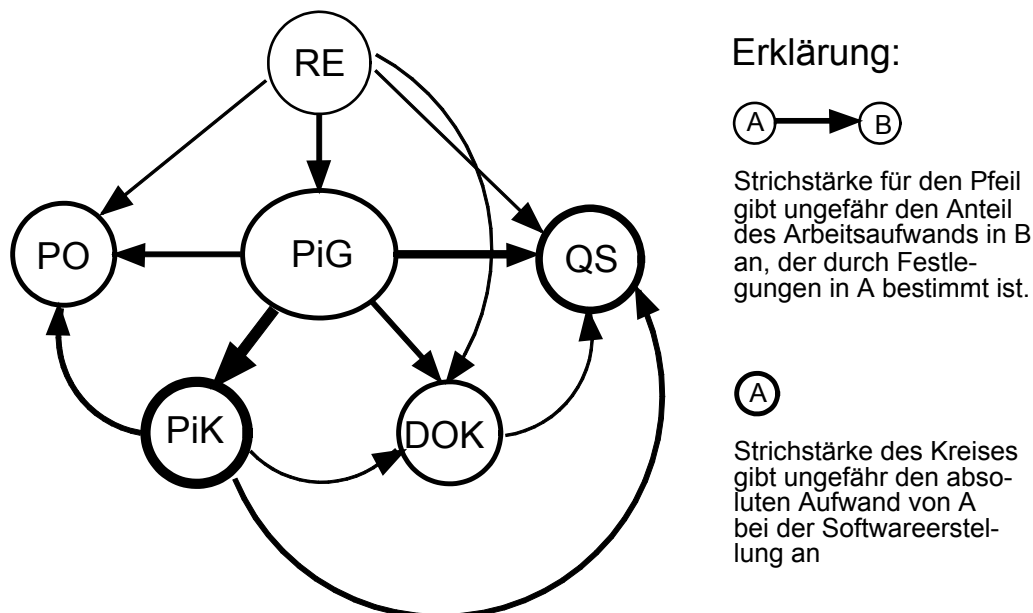 RE
PO
PiG
QS
PiK
DOK
Erklärung:
A
B
Strichstärke für den Pfeil
gibt ungefähr den Anteil
des Arbeitsaufwands in B
an, der durch Festle-
gungen in A bestimmt ist.
A
Strichstärke des Kreises
gibt ungefähr den abso-
luten Aufwand von A
bei der Softwareerstel-
lung an